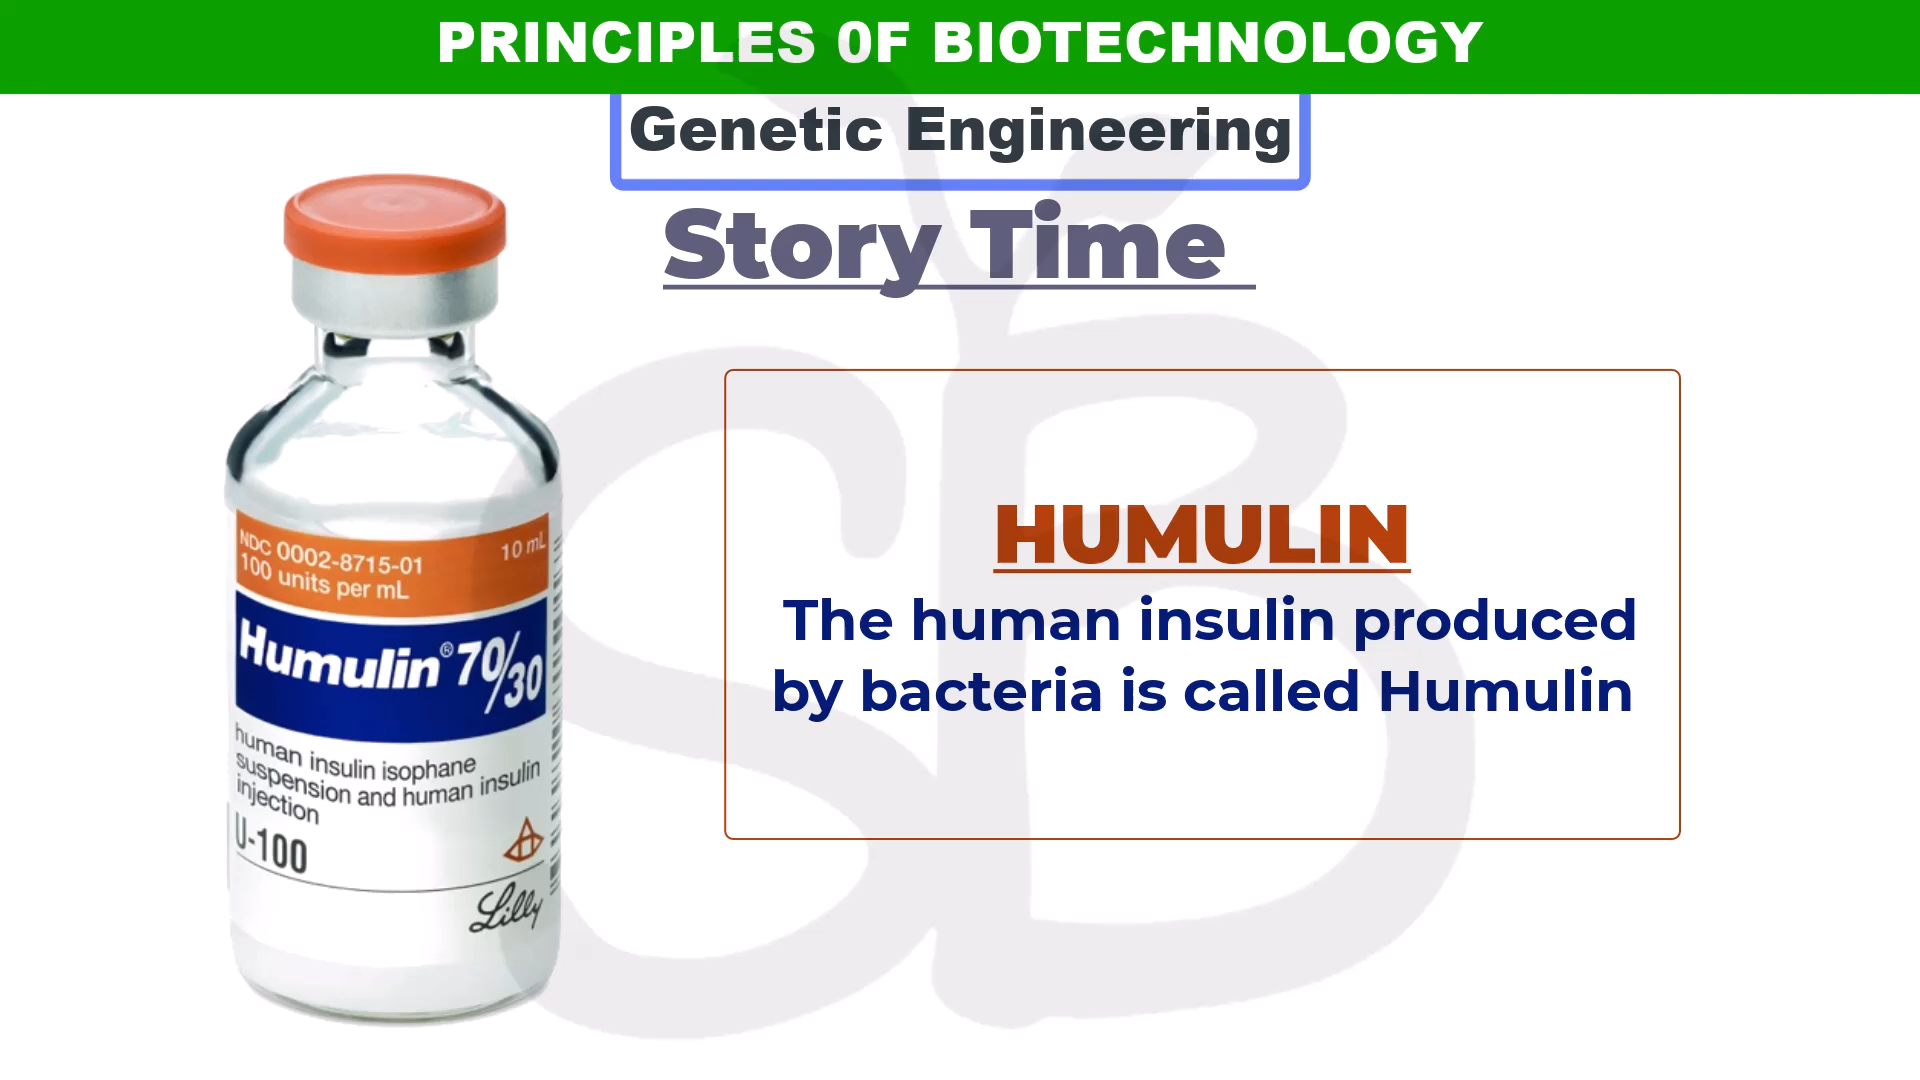 PRINCIPLES 0F BIOTECHNOLOGY
Genetic Engineering
Story Time
NDC 0002-8715-01 10 mL
100 units per mL
Humulin® 70/30
human insulin isophane
suspension and human insulin
injection
U-100
Lilly
HUMULIN
The human insulin produced
by bacteria is called Humulin
SB